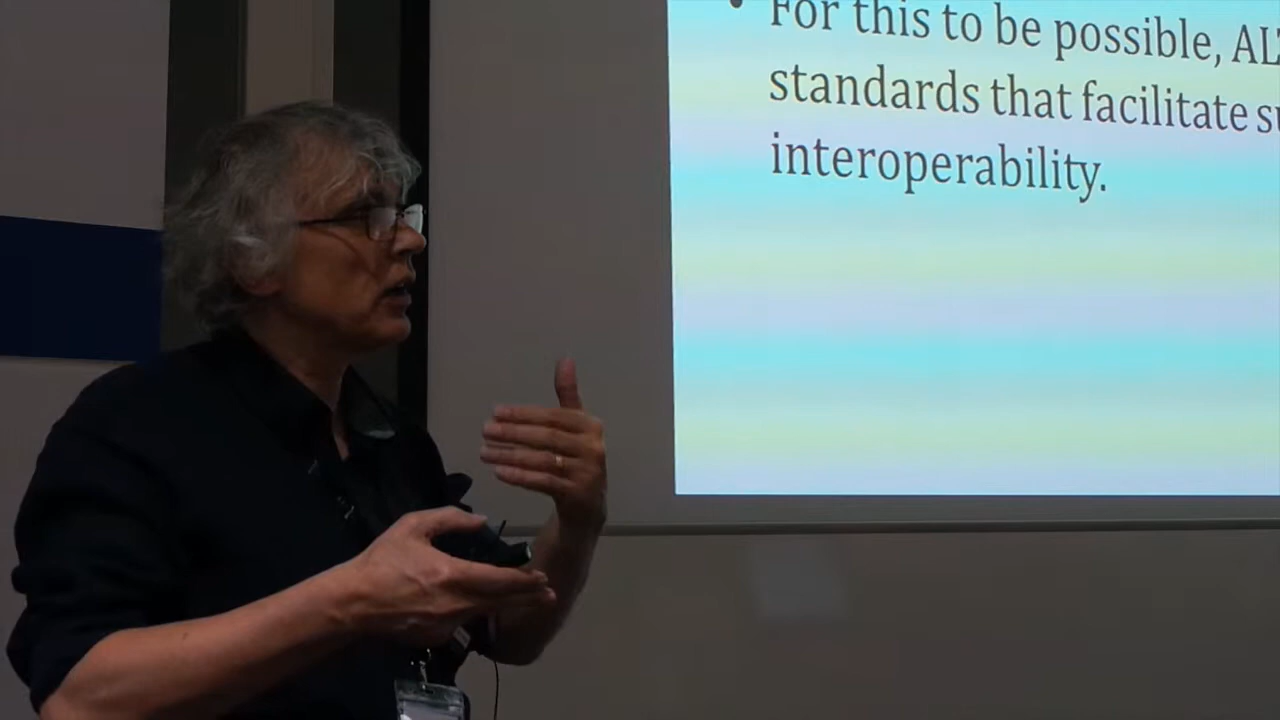 • For this to be possible,
standards that facilitate
interoperability.